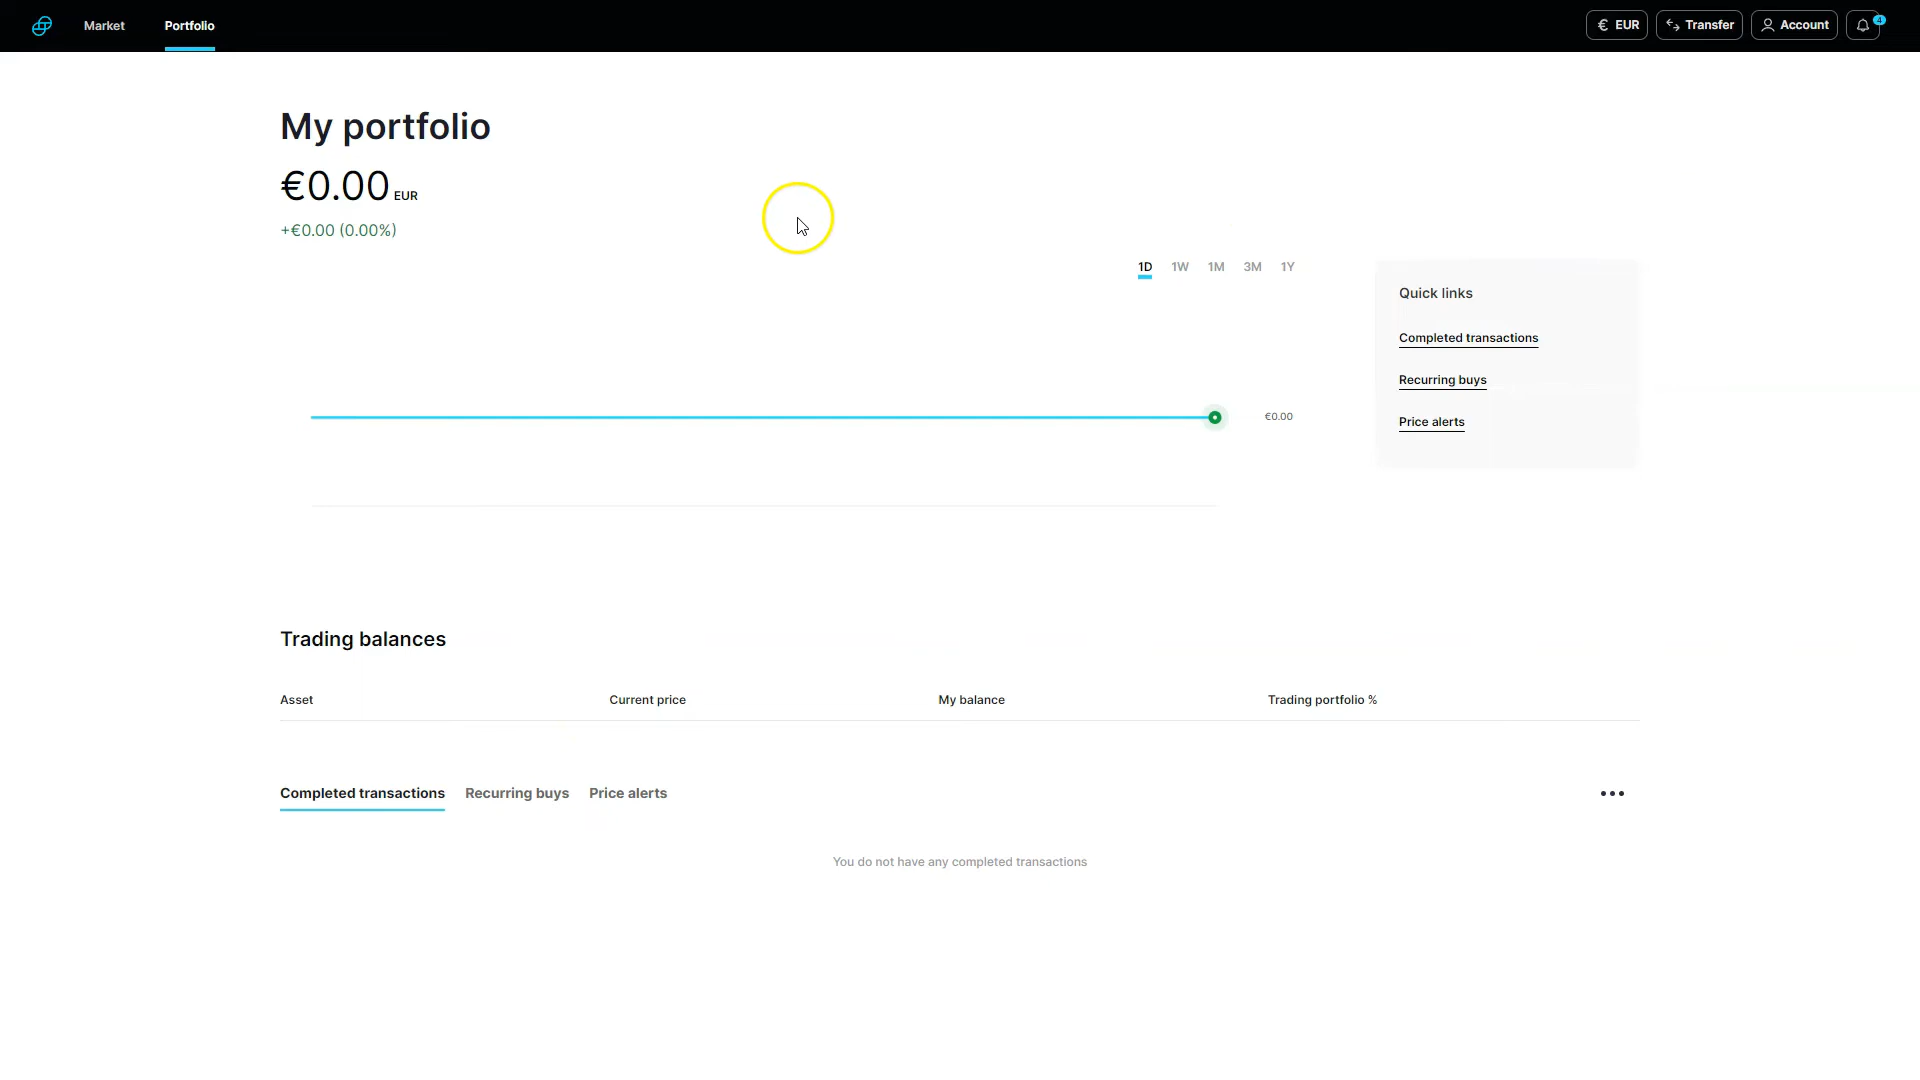 Market
Portfolio
€ EUR
Transfer
Account
4
My portfolio
€0.00 EUR
+€0.00 (0.00%)
1D 1W 1M 3M 1Y
€0.00
Quick links
Completed transactions
Recurring buys
Price alerts
Trading balances
Asset Current price My balance Trading portfolio %
Completed transactions Recurring buys Price alerts
You do not have any completed transactions